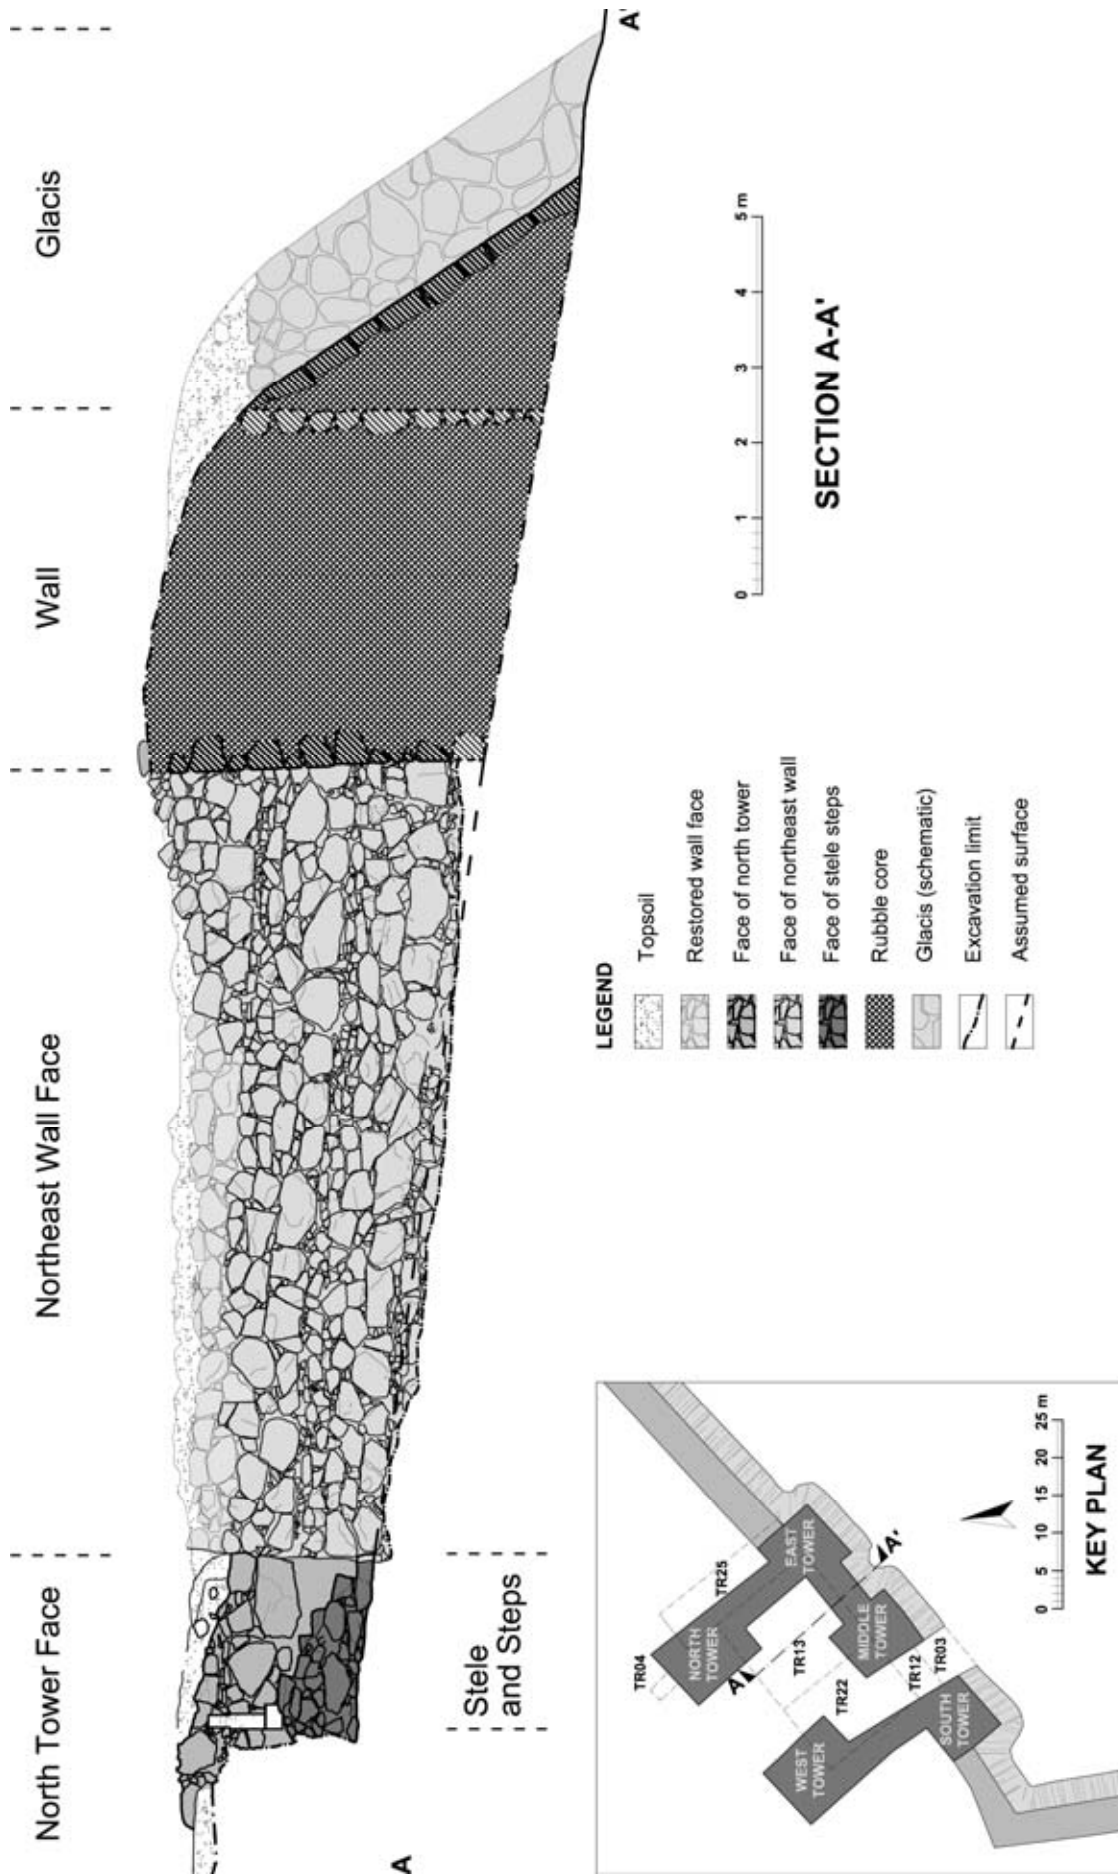 North Tower Face
Northeast Wall Face
Wall
Glacis
Stele
and Steps
A
A'
LEGEND
Topsoil
Restored wall face
Face of north tower
Face of northeast wall
Face of stele steps
Rubble core
Glacis (schematic)
Excavation limit
Assumed surface
0 1 2 3 4 5 m
SECTION A-A'
TR04
NORTH
TOWER
TR25
EAST
TOWER
A
TR13
A'
MIDDLE
TOWER
TR22
TR12
TR03
WEST
TOWER
SOUTH
TOWER
0 5 10 15 20 25 m
KEY PLAN